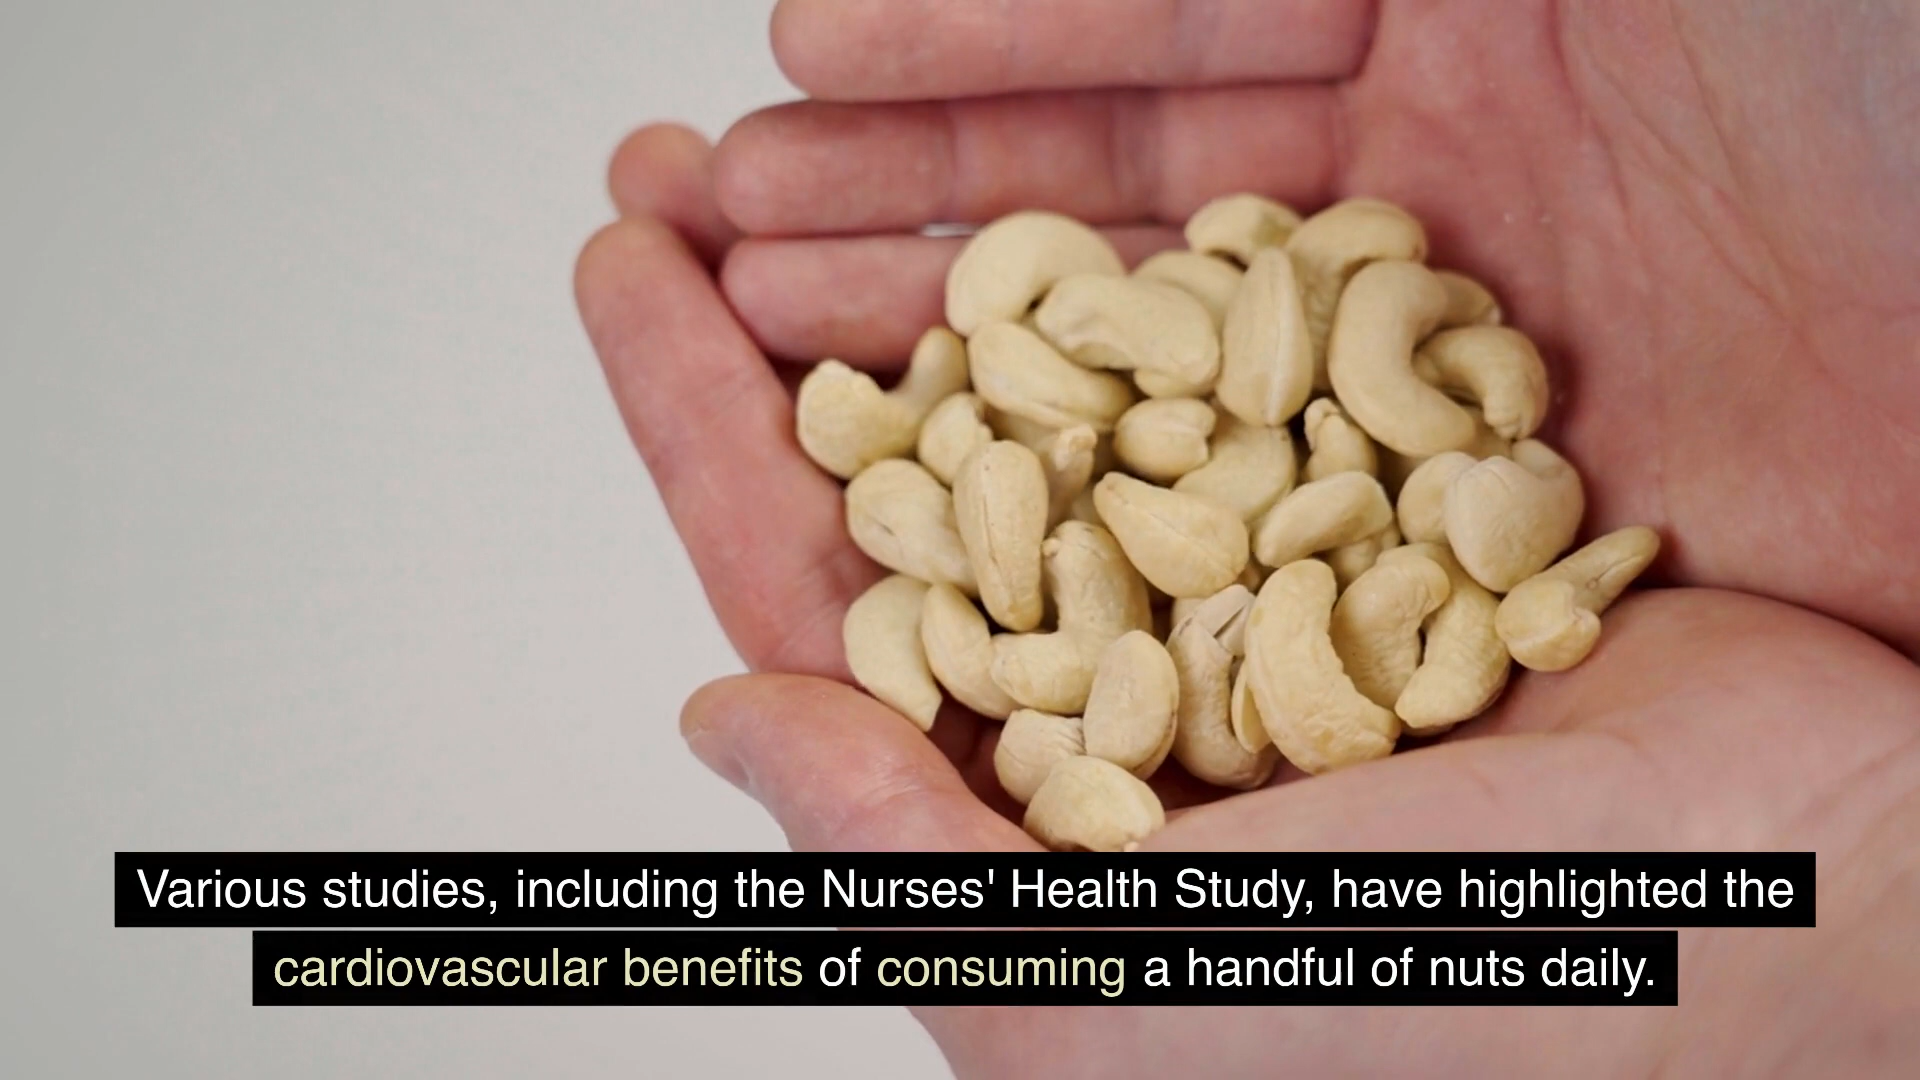 Various studies, including the Nurses' Health Study, have highlighted the
cardiovascular benefits of consuming a handful of nuts daily.